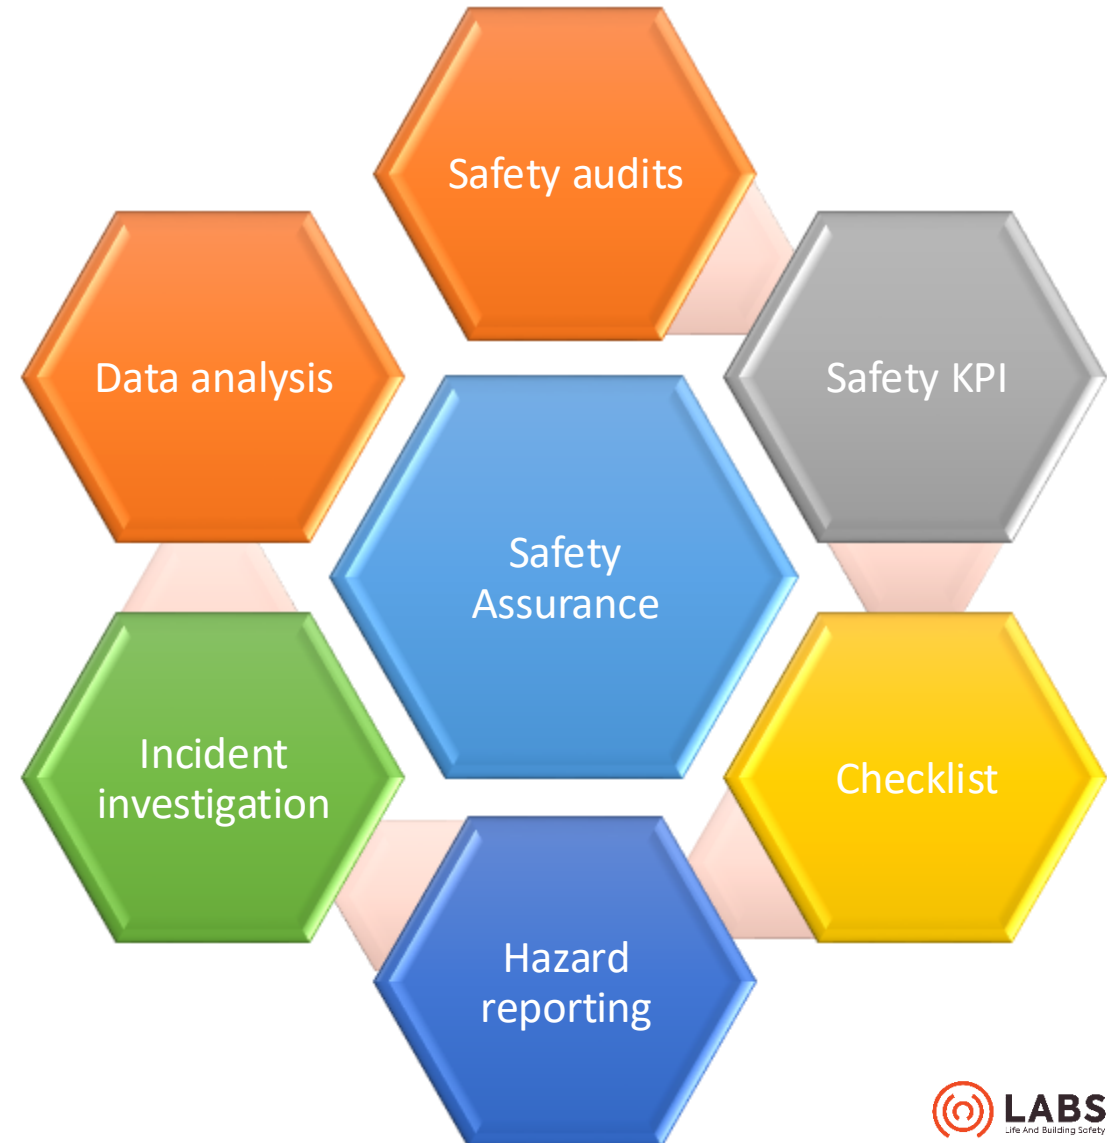 Safety audits
Data analysis
Safety KPI
Safety
Assurance
Incident
investigation
Checklist
Hazard
reporting
LABS
Life And Building Safety